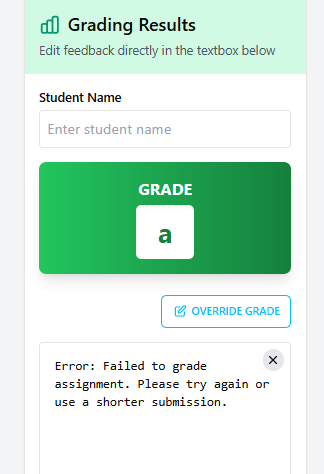 Grading Results
Edit feedback directly in the textbox below
Student Name
Enter student name
GRADE
a
OVERRIDE GRADE
Error: Failed to grade
assignment. Please try again or
use a shorter submission.